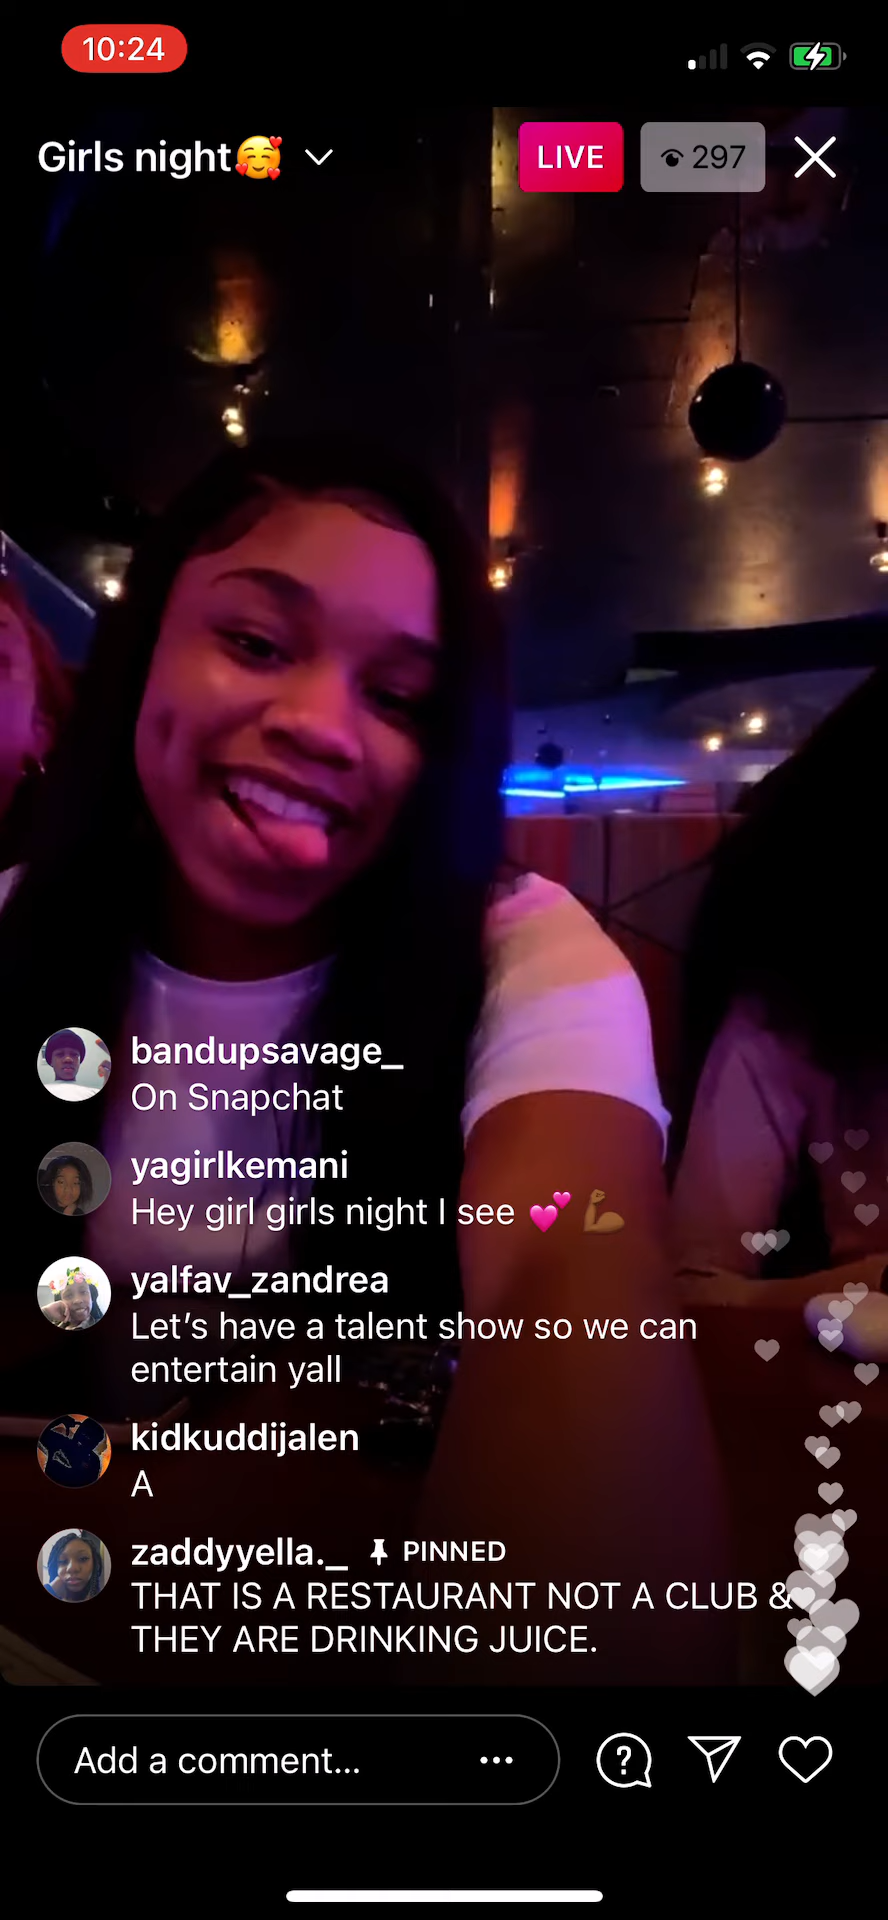 10:24
Girls night🥰
LIVE
297
bandupsavage_
On Snapchat
yagirlkemani
Hey girl girls night I see 💕 💪🏽
yalfav_zandrea
Let’s have a talent show so we can
entertain yall
kidkuddijalen
A
zaddyyella._ PINNED
THAT IS A RESTAURANT NOT A CLUB &
THEY ARE DRINKING JUICE.
Add a comment...